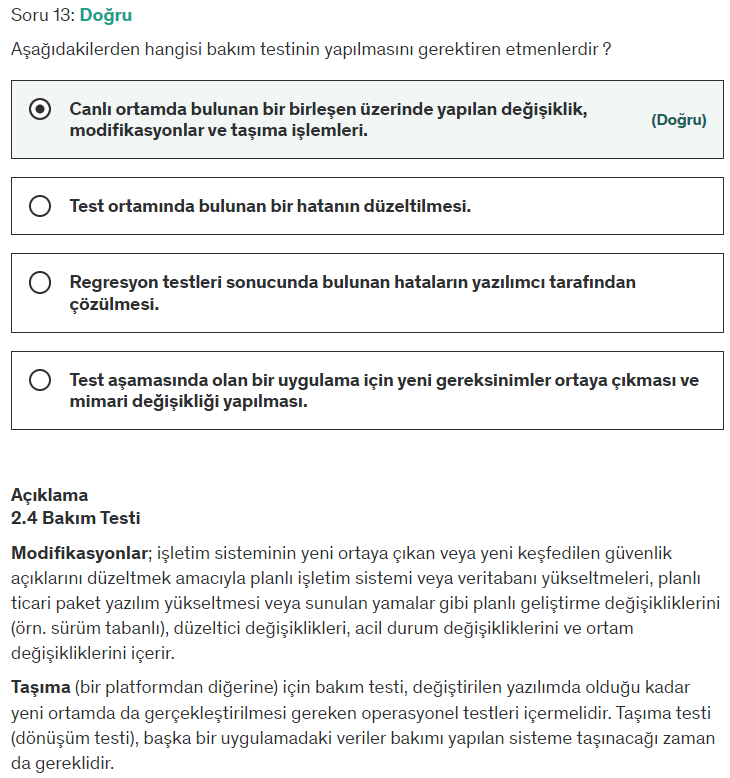 Soru 13: Doğru
Aşağıdakilerden hangisi bakım testinin yapılmasını gerektiren etmenlerdir ?
Canlı ortamda bulunan bir birleşen üzerinde yapılan değişiklik,
modifikasyonlar ve taşıma işlemleri.
(Doğru)
Test ortamında bulunan bir hatanın düzeltilmesi.
Regresyon testleri sonucunda bulunan hataların yazılımcı tarafından
çözülmesi.
Test aşamasında olan bir uygulama için yeni gereksinimler ortaya çıkması ve
mimari değişikliği yapılması.
Açıklama
2.4 Bakım Testi
Modifikasyonlar; işletim sisteminin yeni ortaya çıkan veya yeni keşfedilen güvenlik
açıklarını düzeltmek amacıyla planlı işletim sistemi veya veritabanı yükseltmeleri, planlı
ticari paket yazılım yükseltmesi veya sunulan yamalar gibi planlı geliştirme değişikliklerini
(örn. sürüm tabanlı), düzeltici değişiklikleri, acil durum değişikliklerini ve ortam
değişikliklerini içerir.
Taşıma (bir platformdan diğerine) için bakım testi, değiştirilen yazılımda olduğu kadar
yeni ortamda da gerçekleştirilmesi gereken operasyonel testleri içermelidir. Taşıma testi
(dönüşüm testi), başka bir uygulamadaki veriler bakımı yapılan sisteme taşınacağı zaman
da gereklidir.